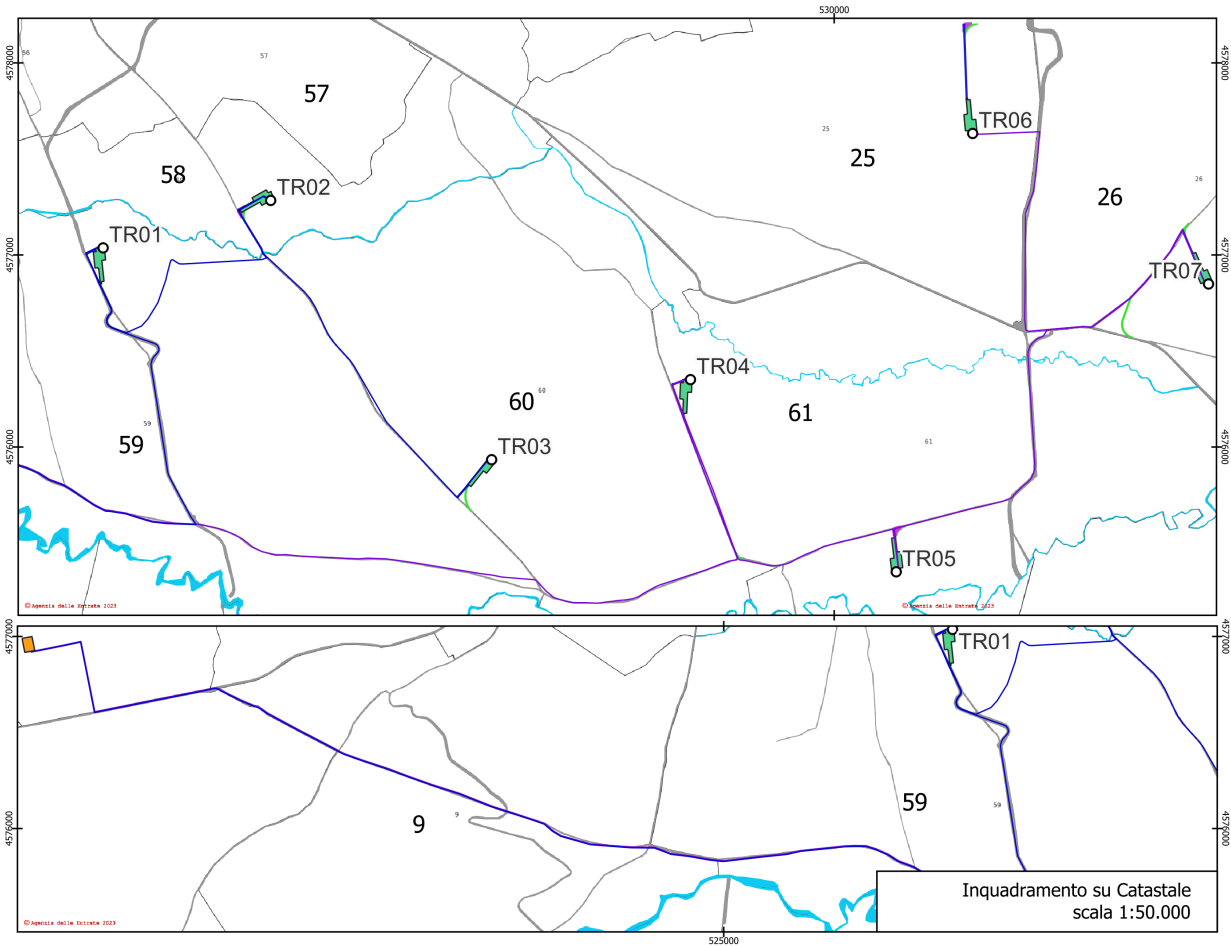 530000
4578000
4578000
56
57
57
TR06
25
25
58
TR02
26
26
TR01
4577000
4577000
TR07
TR04
60
60
61
59
59
61
TR03
4576000
4576000
TR05
© Agenzia delle Entrate 2023
© Agenzia delle Entrate 2023
4577000
4577000
TR01
59
59
9
9
4576000
4576000
Inquadramento su Catastale
scala 1:50.000
© Agenzia delle Entrate 2023
525000